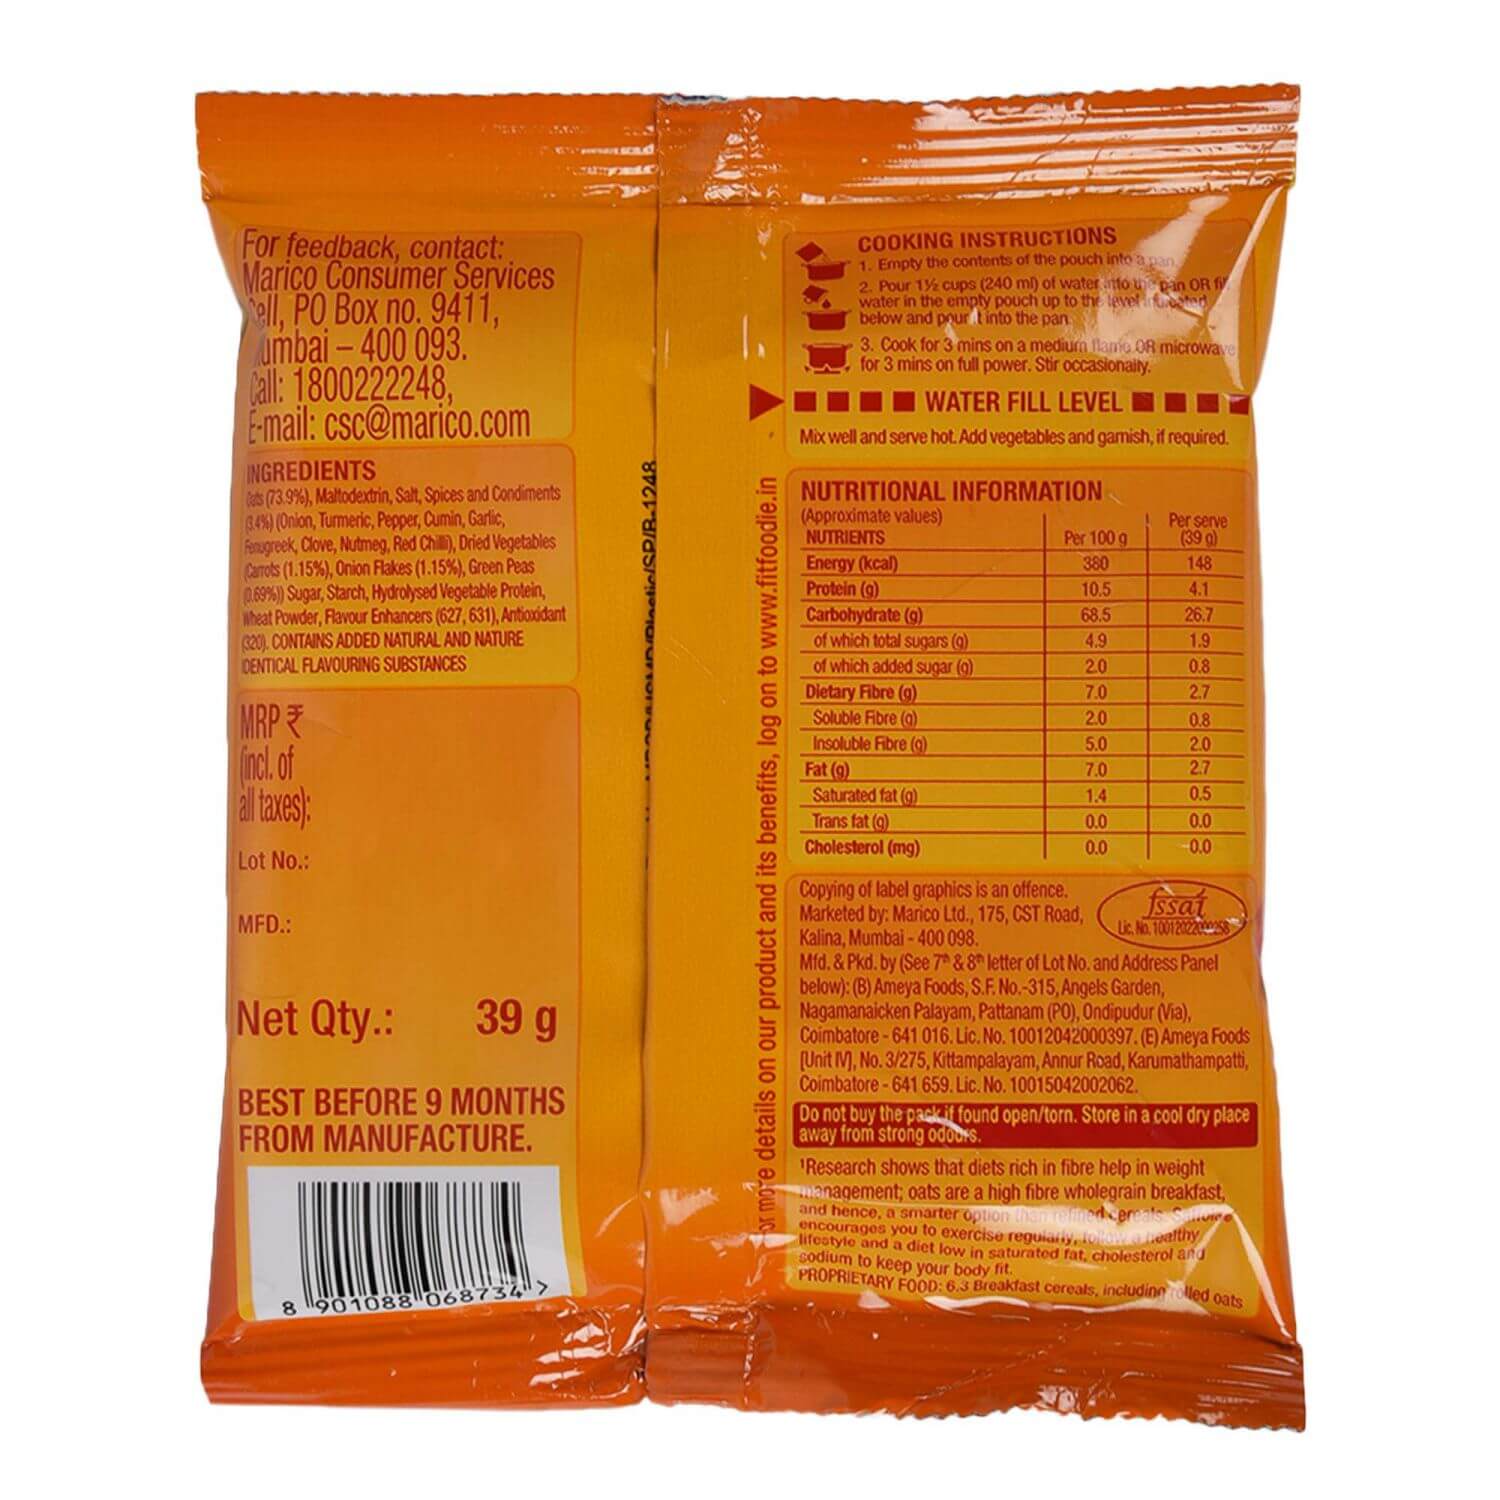 For feedback, contact:
Marico Consumer Services
Cell, PO Box no. 9411,
Mumbai – 400 093.
Call: 1800222248,
E-mail: csc@marico.com
INGREDIENTS
Oats (73.9%), Maltodextrin, Salt, Spices and Condiments
(3.4%) (Onion, Turmeric, Pepper, Cumin, Garlic,
Fenugreek, Clove, Nutmeg, Red Chilli), Dried Vegetables
(Carrots (1.15%), Onion Flakes (1.15%), Green Peas
(0.69%)) Sugar, Starch, Hydrolysed Vegetable Protein,
Wheat Powder, Flavour Enhancers (627, 631), Antioxidant
(320). CONTAINS ADDED NATURAL AND NATURE
IDENTICAL FLAVOURING SUBSTANCES
MRP ₹
(incl. of
all taxes):
Lot No.:
MFD.:
Net Qty.: 39 g
BEST BEFORE 9 MONTHS
FROM MANUFACTURE.
8 901088 068734 >
/SP/B-1248
For more details on our product and its benefits, log on to www.fitfoodie.in
COOKING INSTRUCTIONS
1. Empty the contents of the pouch into a pan.
2. Pour 1½ cups (240 ml) of water into the pan OR fill
water in the empty pouch up to the level indicated
below and pour it into the pan.
3. Cook for 3 mins on a medium flame OR microwave
for 3 mins on full power. Stir occasionally.
WATER FILL LEVEL
Mix well and serve hot. Add vegetables and garnish, if required.
NUTRITIONAL INFORMATION
(Approximate values)
NUTRIENTS Per 100 g Per serve (39 g)
Energy (kcal) 380 148
Protein (g) 10.5 4.1
Carbohydrate (g) 68.5 26.7
of which total sugars (g) 4.9 1.9
of which added sugar (g) 2.0 0.8
Dietary Fibre (g) 7.0 2.7
Soluble Fibre (g) 2.0 0.8
Insoluble Fibre (g) 5.0 2.0
Fat (g) 7.0 2.7
Saturated fat (g) 1.4 0.5
Trans fat (g) 0.0 0.0
Cholesterol (mg) 0.0 0.0
Copying of label graphics is an offence.
Marketed by: Marico Ltd., 175, CST Road,
Kalina, Mumbai - 400 098.
fssai
Lic. No.
Mfd. & Pkd. by (See 7th & 8th letter of Lot No. and Address Panel
below): (B) Ameya Foods, S.F. No.-315, Angels Garden,
Nagamanaicken Palayam, Pattanam (PO), Ondipudur (Via),
Coimbatore - 641 016. Lic. No. 10012042000397. (E) Ameya Foods
[Unit IV], No. 3/275, Kittampalayam, Annur Road, Karumathampatti,
Coimbatore - 641 659. Lic. No. 10015042002062.
Do not buy the pack if found open/torn. Store in a cool dry place
away from strong odours.
¹Research shows that diets rich in fibre help in weight
management; oats are a high fibre wholegrain breakfast,
and hence, a smarter option than refined cereals. Saffola
encourages you to exercise regularly, follow a healthy
lifestyle and a diet low in saturated fat, cholesterol and
sodium to keep your body fit.
PROPRIETARY FOOD: 6.3 Breakfast cereals, including rolled oats